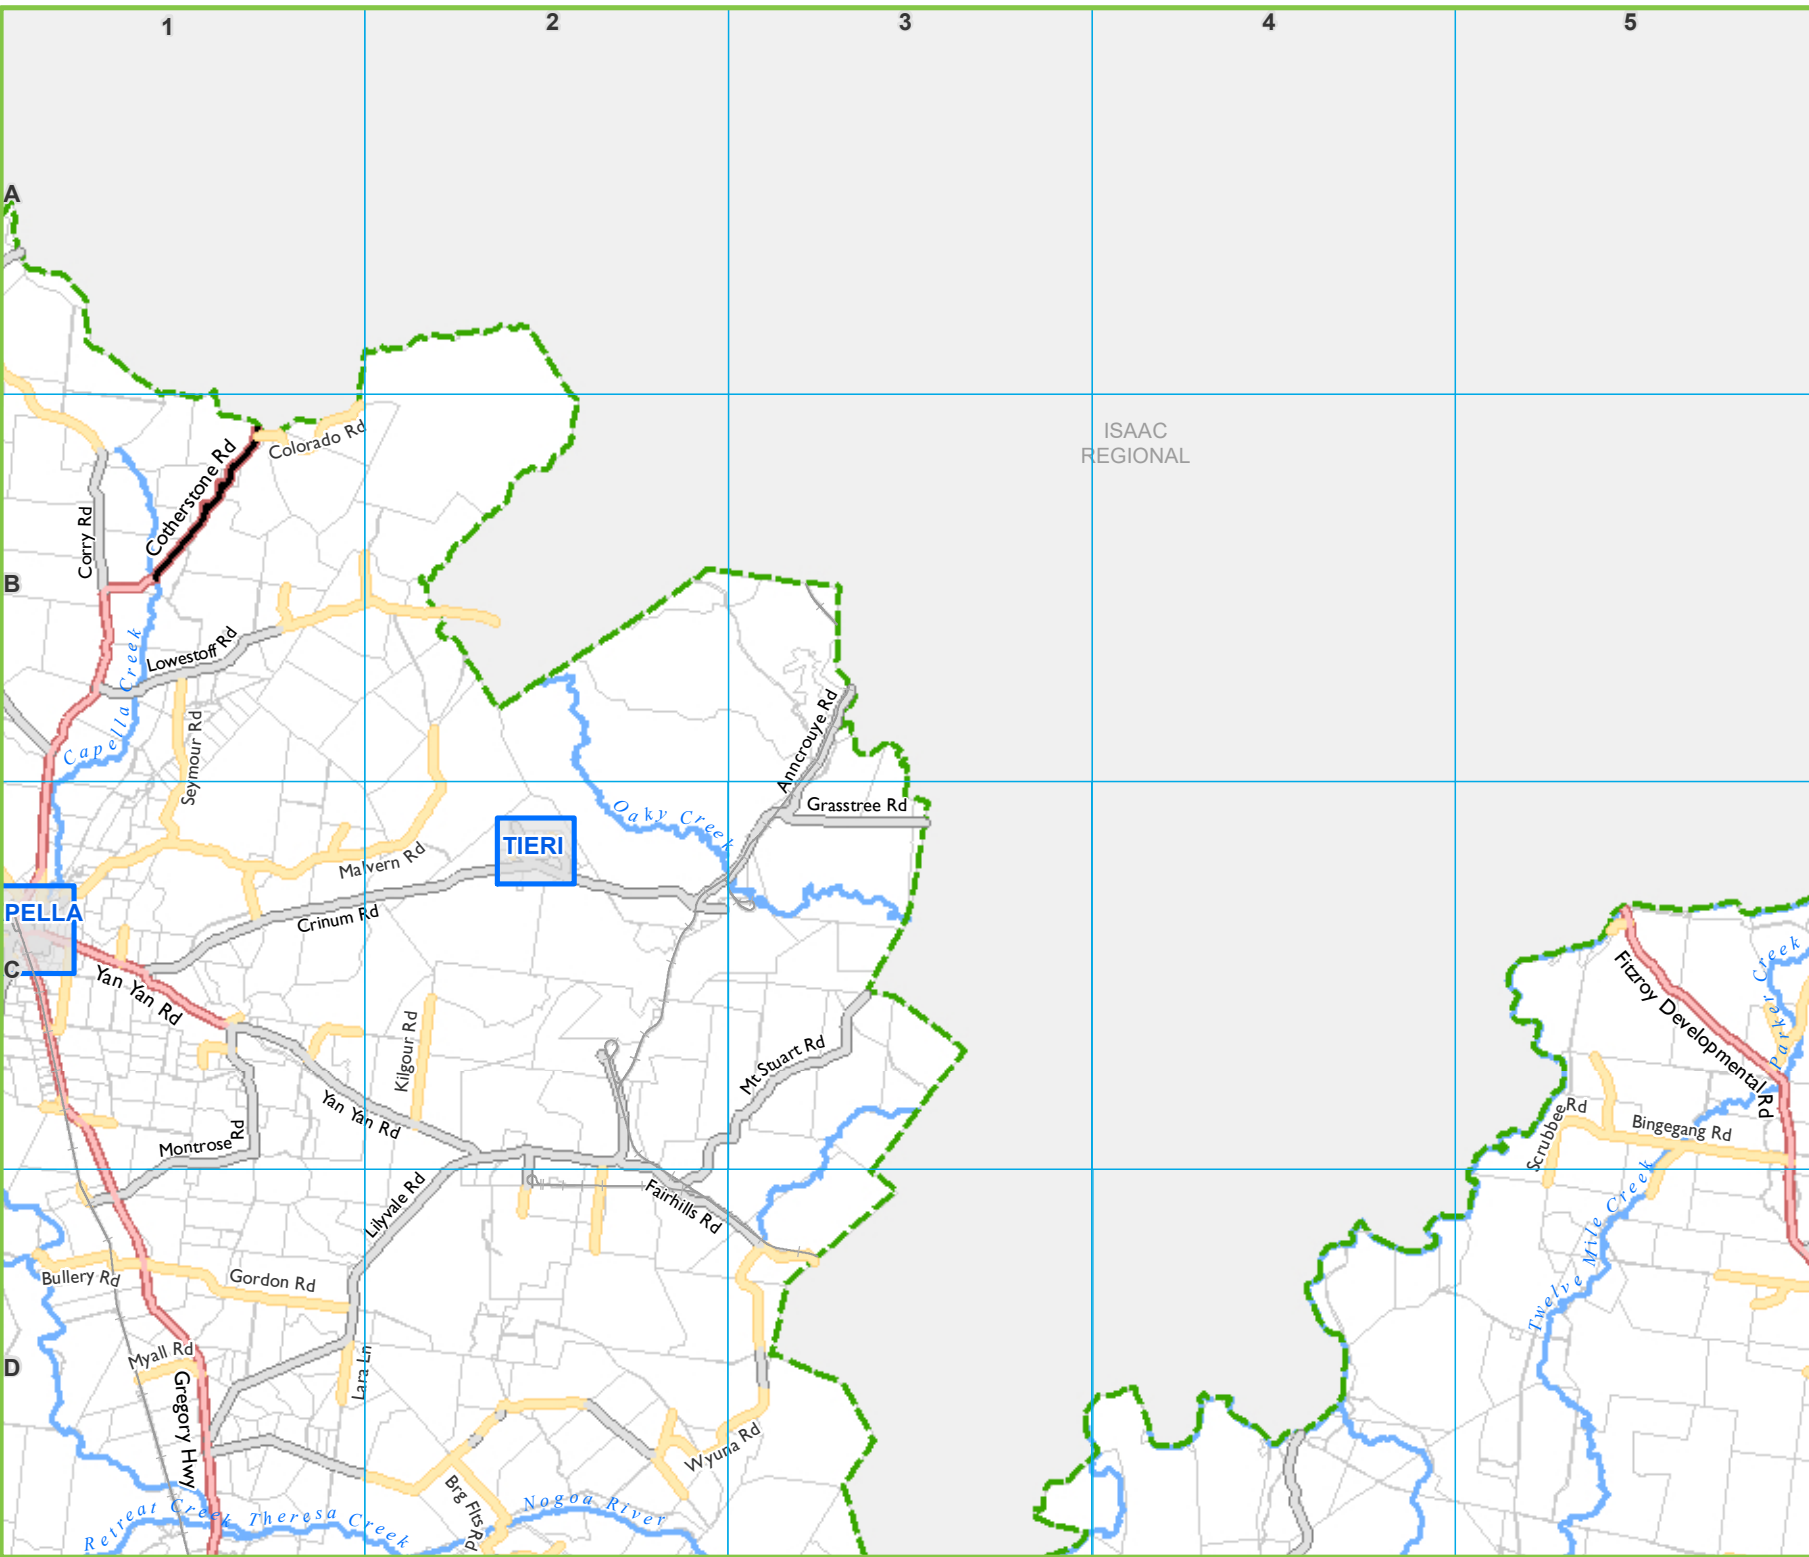 1
2
3
4
5
A
ISAAC
REGIONAL
Colorado Rd
Cotherstone Rd
Corry Rd
B
Lowestoff Rd
Capella Creek
Seymour Rd
Anncrouye Rd
Grasstree Rd
Oaky Creek
TIERI
Malvern Rd
Crinum Rd
PELLA
C
Yan Yan Rd
Fitzroy Developmental Rd
Parker Creek
Kilgour Rd
Mt Stuart Rd
Yan Yan Rd
Montrose Rd
Scrubbee Rd
Bingegang Rd
Lilyvale Rd
Fairhills Rd
Twelve Mile Creek
Bullery Rd
Gordon Rd
Myall Rd
Lara Ln
D
Gregory Hwy
Wyuna Rd
Brg Flts Rd
Nogoa River
Retreat Creek
Theresa Creek